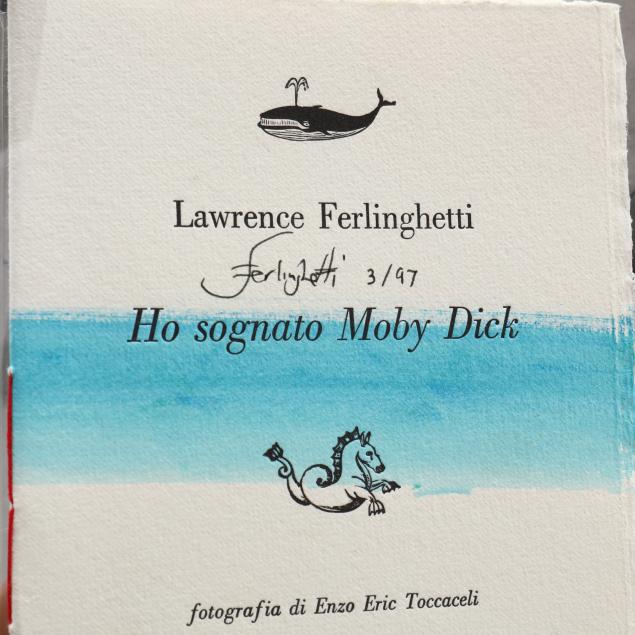 Lawrence Ferlinghetti
Ferlinghetti 3/97
Ho sognato Moby Dick
fotografia di Enzo Eric Toccaceli